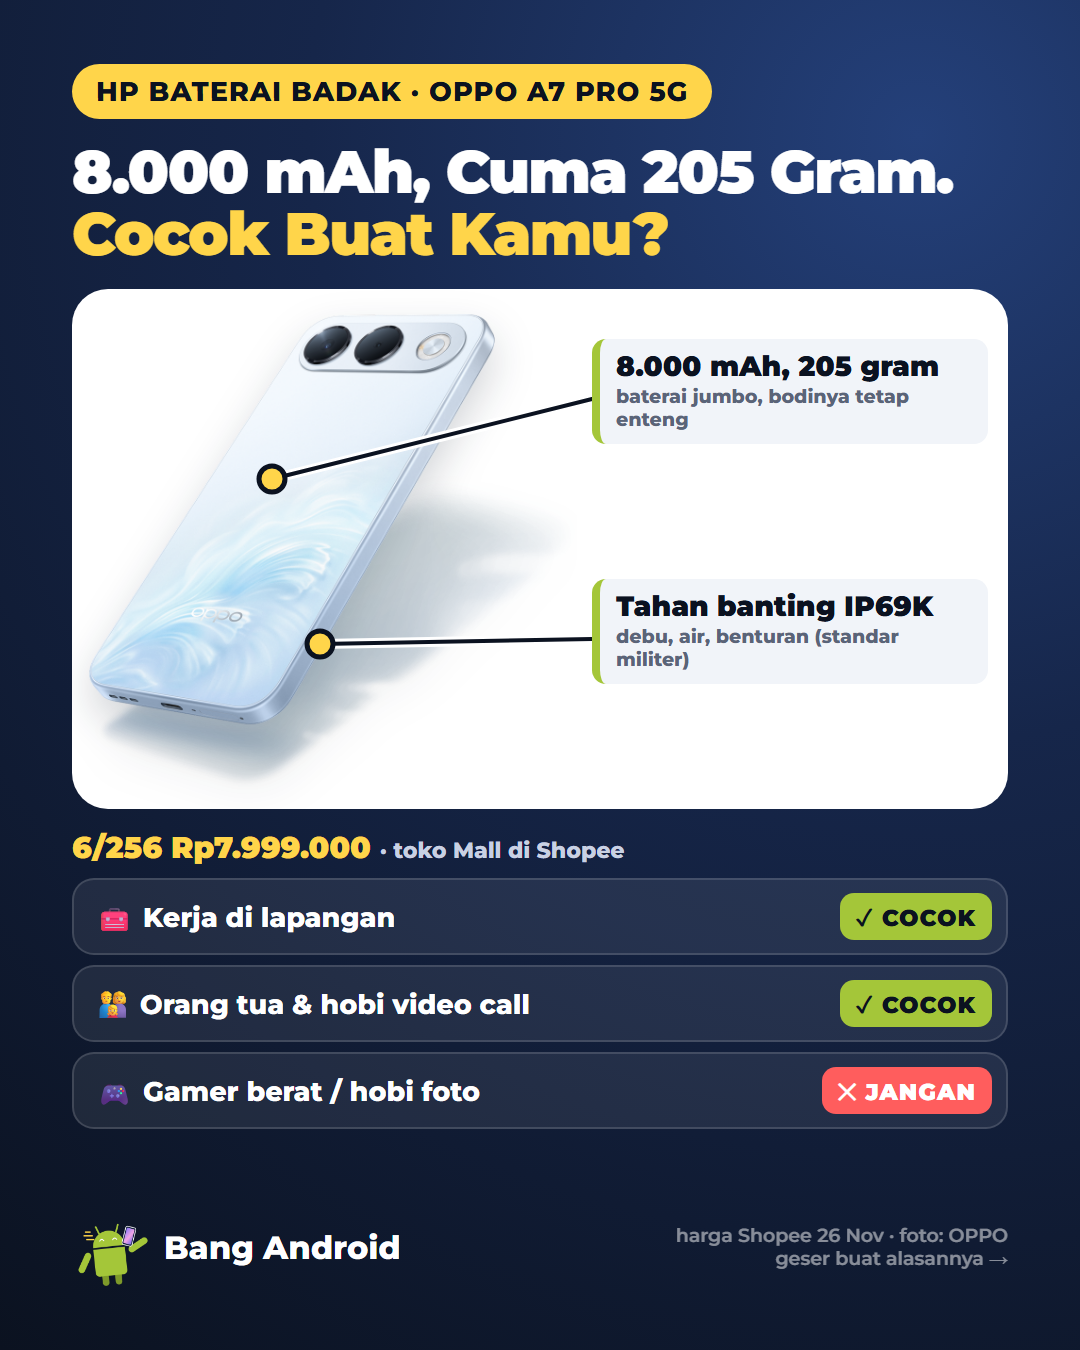 HP BATERAI BADAK · OPPO A7 PRO 5G
8.000 mAh, Cuma 205 Gram.
Cocok Buat Kamu?
8.000 mAh, 205 gram
baterai jumbo, bodinya tetap
enteng
oppo
Tahan banting IP69K
debu, air, benturan (standar
militer)
6/256 Rp7.999.000 · toko Mall di Shopee
Kerja di lapangan
✓ COCOK
Orang tua & hobi video call
✓ COCOK
Gamer berat / hobi foto
✕ JANGAN
Bang Android
harga Shopee 26 Nov · foto: OPPO
geser buat alasannya →